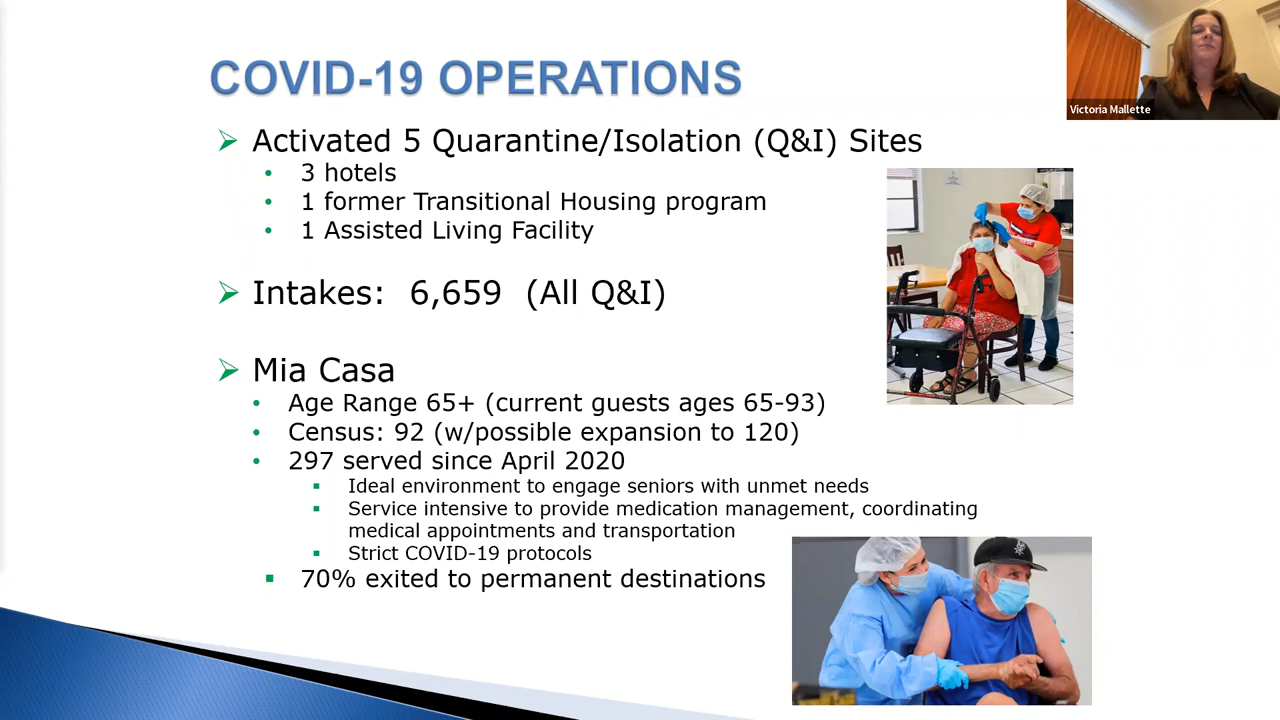 COVID-19 OPERATIONS
Victoria Mallette
Activated 5 Quarantine/Isolation (Q&I) Sites
3 hotels
1 former Transitional Housing program
1 Assisted Living Facility
Intakes: 6,659 (All Q&I)
Mia Casa
Age Range 65+ (current guests ages 65-93)
Census: 92 (w/possible expansion to 120)
297 served since April 2020
Ideal environment to engage seniors with unmet needs
Service intensive to provide medication management, coordinating
medical appointments and transportation
Strict COVID-19 protocols
70% exited to permanent destinations